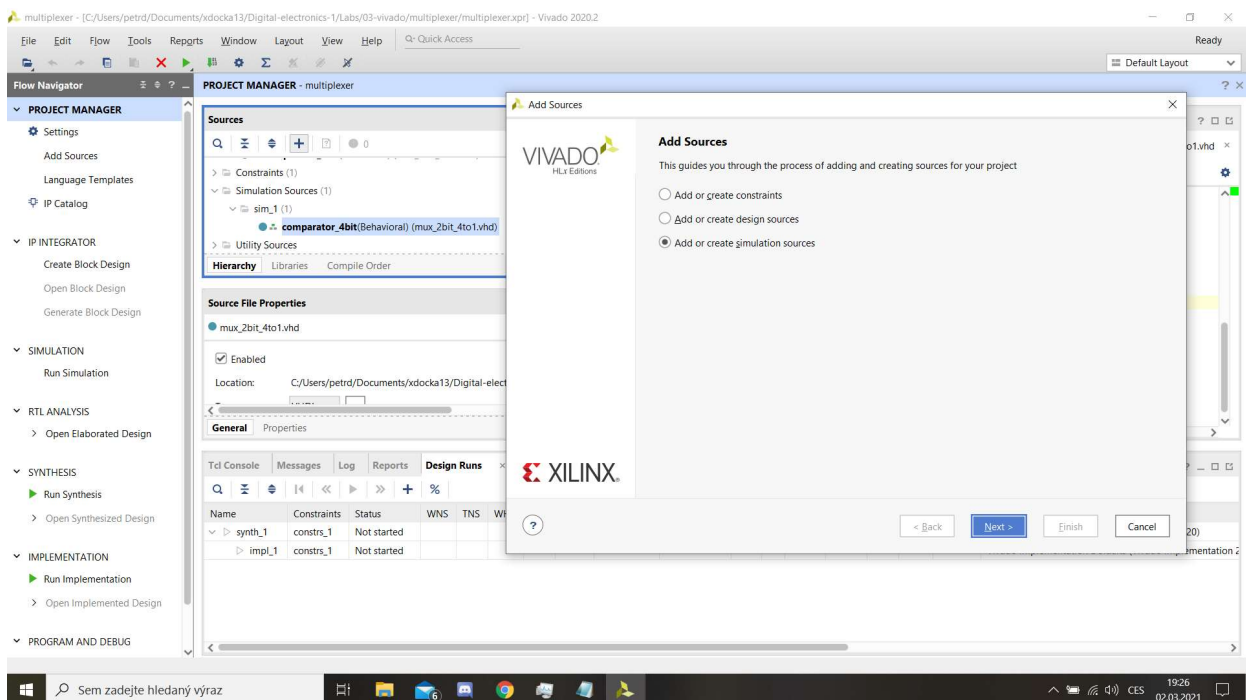 multiplexer - [C:/Users/petrd/Documents/xdocka13/Digital-electronics-1/Labs/03-vivado/multiplexer/multiplexer.xpr] - Vivado 2020.2
File Edit Flow Tools Reports Window Layout View Help Q- Quick Access Ready
Default Layout
Flow Navigator
PROJECT MANAGER - multiplexer
PROJECT MANAGER
Settings
Add Sources
Language Templates
IP Catalog
IP INTEGRATOR
Create Block Design
Open Block Design
Generate Block Design
SIMULATION
Run Simulation
RTL ANALYSIS
Open Elaborated Design
SYNTHESIS
Run Synthesis
Open Synthesized Design
IMPLEMENTATION
Run Implementation
Open Implemented Design
PROGRAM AND DEBUG
Sources
0
Constraints (1)
Simulation Sources (1)
sim_1 (1)
comparator_4bit(Behavioral) (mux_2bit_4to1.vhd)
Utility Sources
Hierarchy Libraries Compile Order
Source File Properties
mux_2bit_4to1.vhd
Enabled
Location: C:/Users/petrd/Documents/xdocka13/Digital-elect
General Properties
Tcl Console Messages Log Reports Design Runs
Name Constraints Status WNS TNS
synth_1 constrs_1 Not started
impl_1 constrs_1 Not started
Add Sources
VIVADO
HLx Editions
Add Sources
This guides you through the process of adding and creating sources for your project
Add or create constraints
Add or create design sources
Add or create simulation sources
XILINX
? < Back Next > Finish Cancel
o1.vhd
20)
ementation 2
Sem zadejte hledaný výraz
6
CES
19:26
02.03.2021